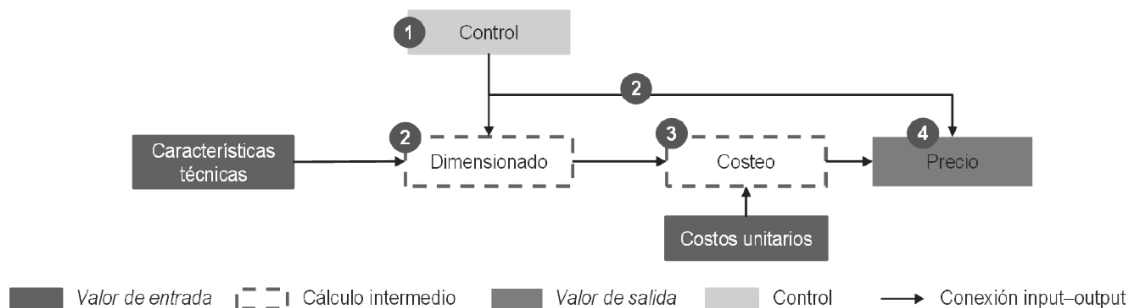 1
Control
2
2
3
4
Características
técnicas
Dimensionado
Costeo
Precio
Costos unitarios
Valor de entrada
Cálculo intermedio
Valor de salida
Control
Conexión input–output